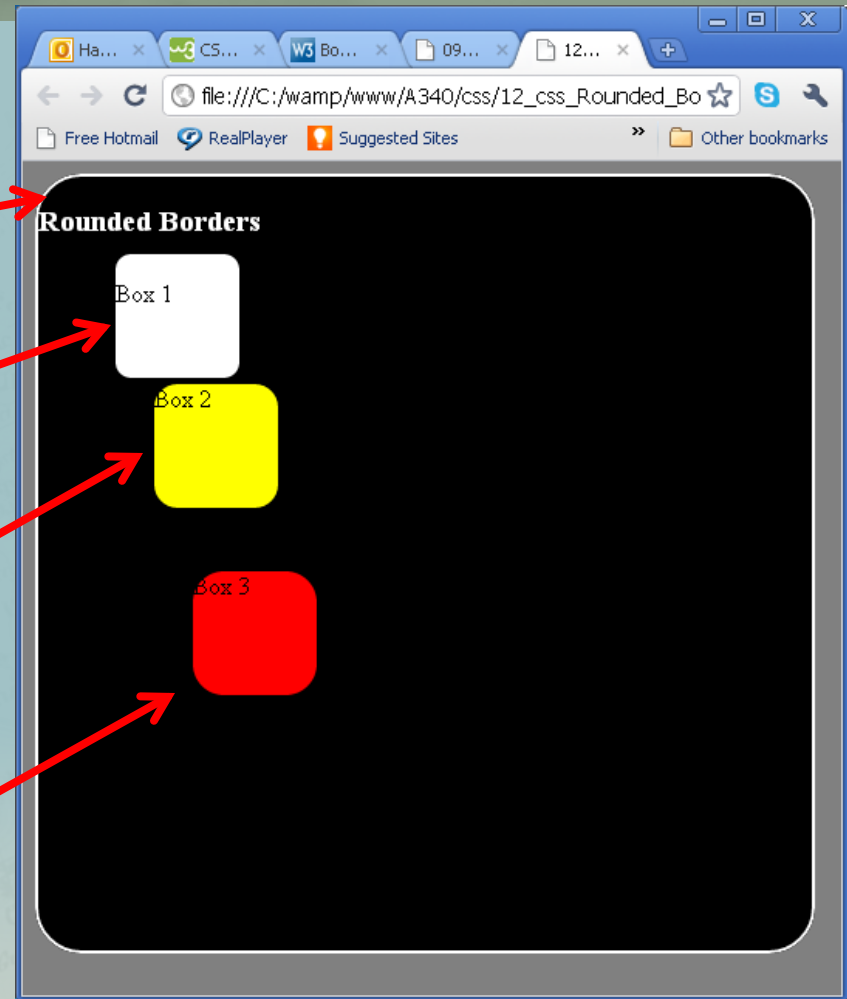 Ha... CS... Bo... 09... 12...
file:///C:/wamp/www/A340/css/12_css_Rounded_Bo
Free Hotmail RealPlayer Suggested Sites » Other bookmarks
Rounded Borders
Box 1
Box 2
Box 3